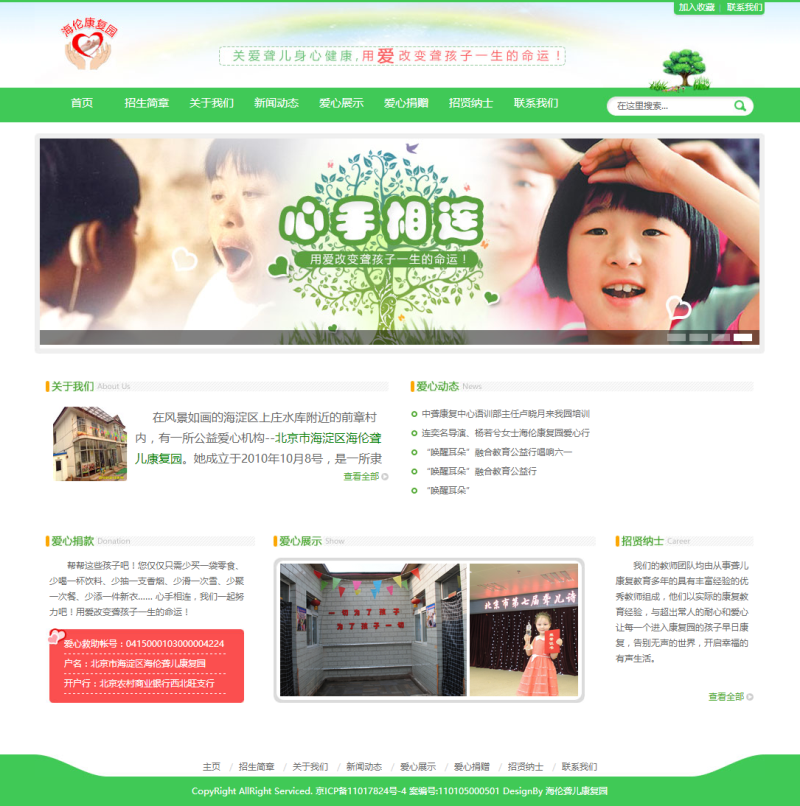 加入收藏 | 联系我们
海伦康复园
关爱聋儿身心健康,用爱改变聋孩子一生的命运！
首页 招生简章 关于我们 新闻动态 爱心展示 爱心捐赠 招贤纳士 联系我们
在这里搜索...
心手相连
用爱改变聋孩子一生的命运！
关于我们 About Us
在风景如画的海淀区上庄水库附近的前章村
内，有一所公益爱心机构--北京市海淀区海伦聋
儿康复园。她成立于2010年10月8号，是一所隶
查看全部
爱心动态 News
中聋康复中心语训部主任卢晓月来我园培训
连奕名导演、杨若兮女士海伦康复园爱心行
“唤醒耳朵”融合教育公益行唱响六一
“唤醒耳朵”融合教育公益行
“唤醒耳朵”
爱心捐款 Donation
帮帮这些孩子吧！您仅仅只需少买一袋零食、
少喝一杯饮料、少抽一支香烟、少滑一次雪、少聚
一次餐、少添一件新衣...... 心手相连，我们一起努
力吧！用爱改变聋孩子一生的命运！
爱心救助帐号：0415000103000004224
户名：北京市海淀区海伦聋儿康复园
开户行：北京农村商业银行西北旺支行
爱心展示 Show
一切为了孩子
为了孩子一切
北京市第七届聋儿诗
招贤纳士 Career
我们的教师团队均由从事聋儿
康复教育多年的具有丰富经验的优
秀教师组成，他们以实际的康复教
育经验，与超出常人的耐心和爱心
让每一个进入康复园的孩子早日康
复，告别无声的世界，开启幸福的
有声生活。
查看全部
主页 / 招生简章 / 关于我们 / 新闻动态 / 爱心展示 / 爱心捐赠 / 招贤纳士 / 联系我们
CopyRight AllRight Serviced. 京ICP备11017824号-4 案编号:110105000501 DesignBy 海伦聋儿康复园